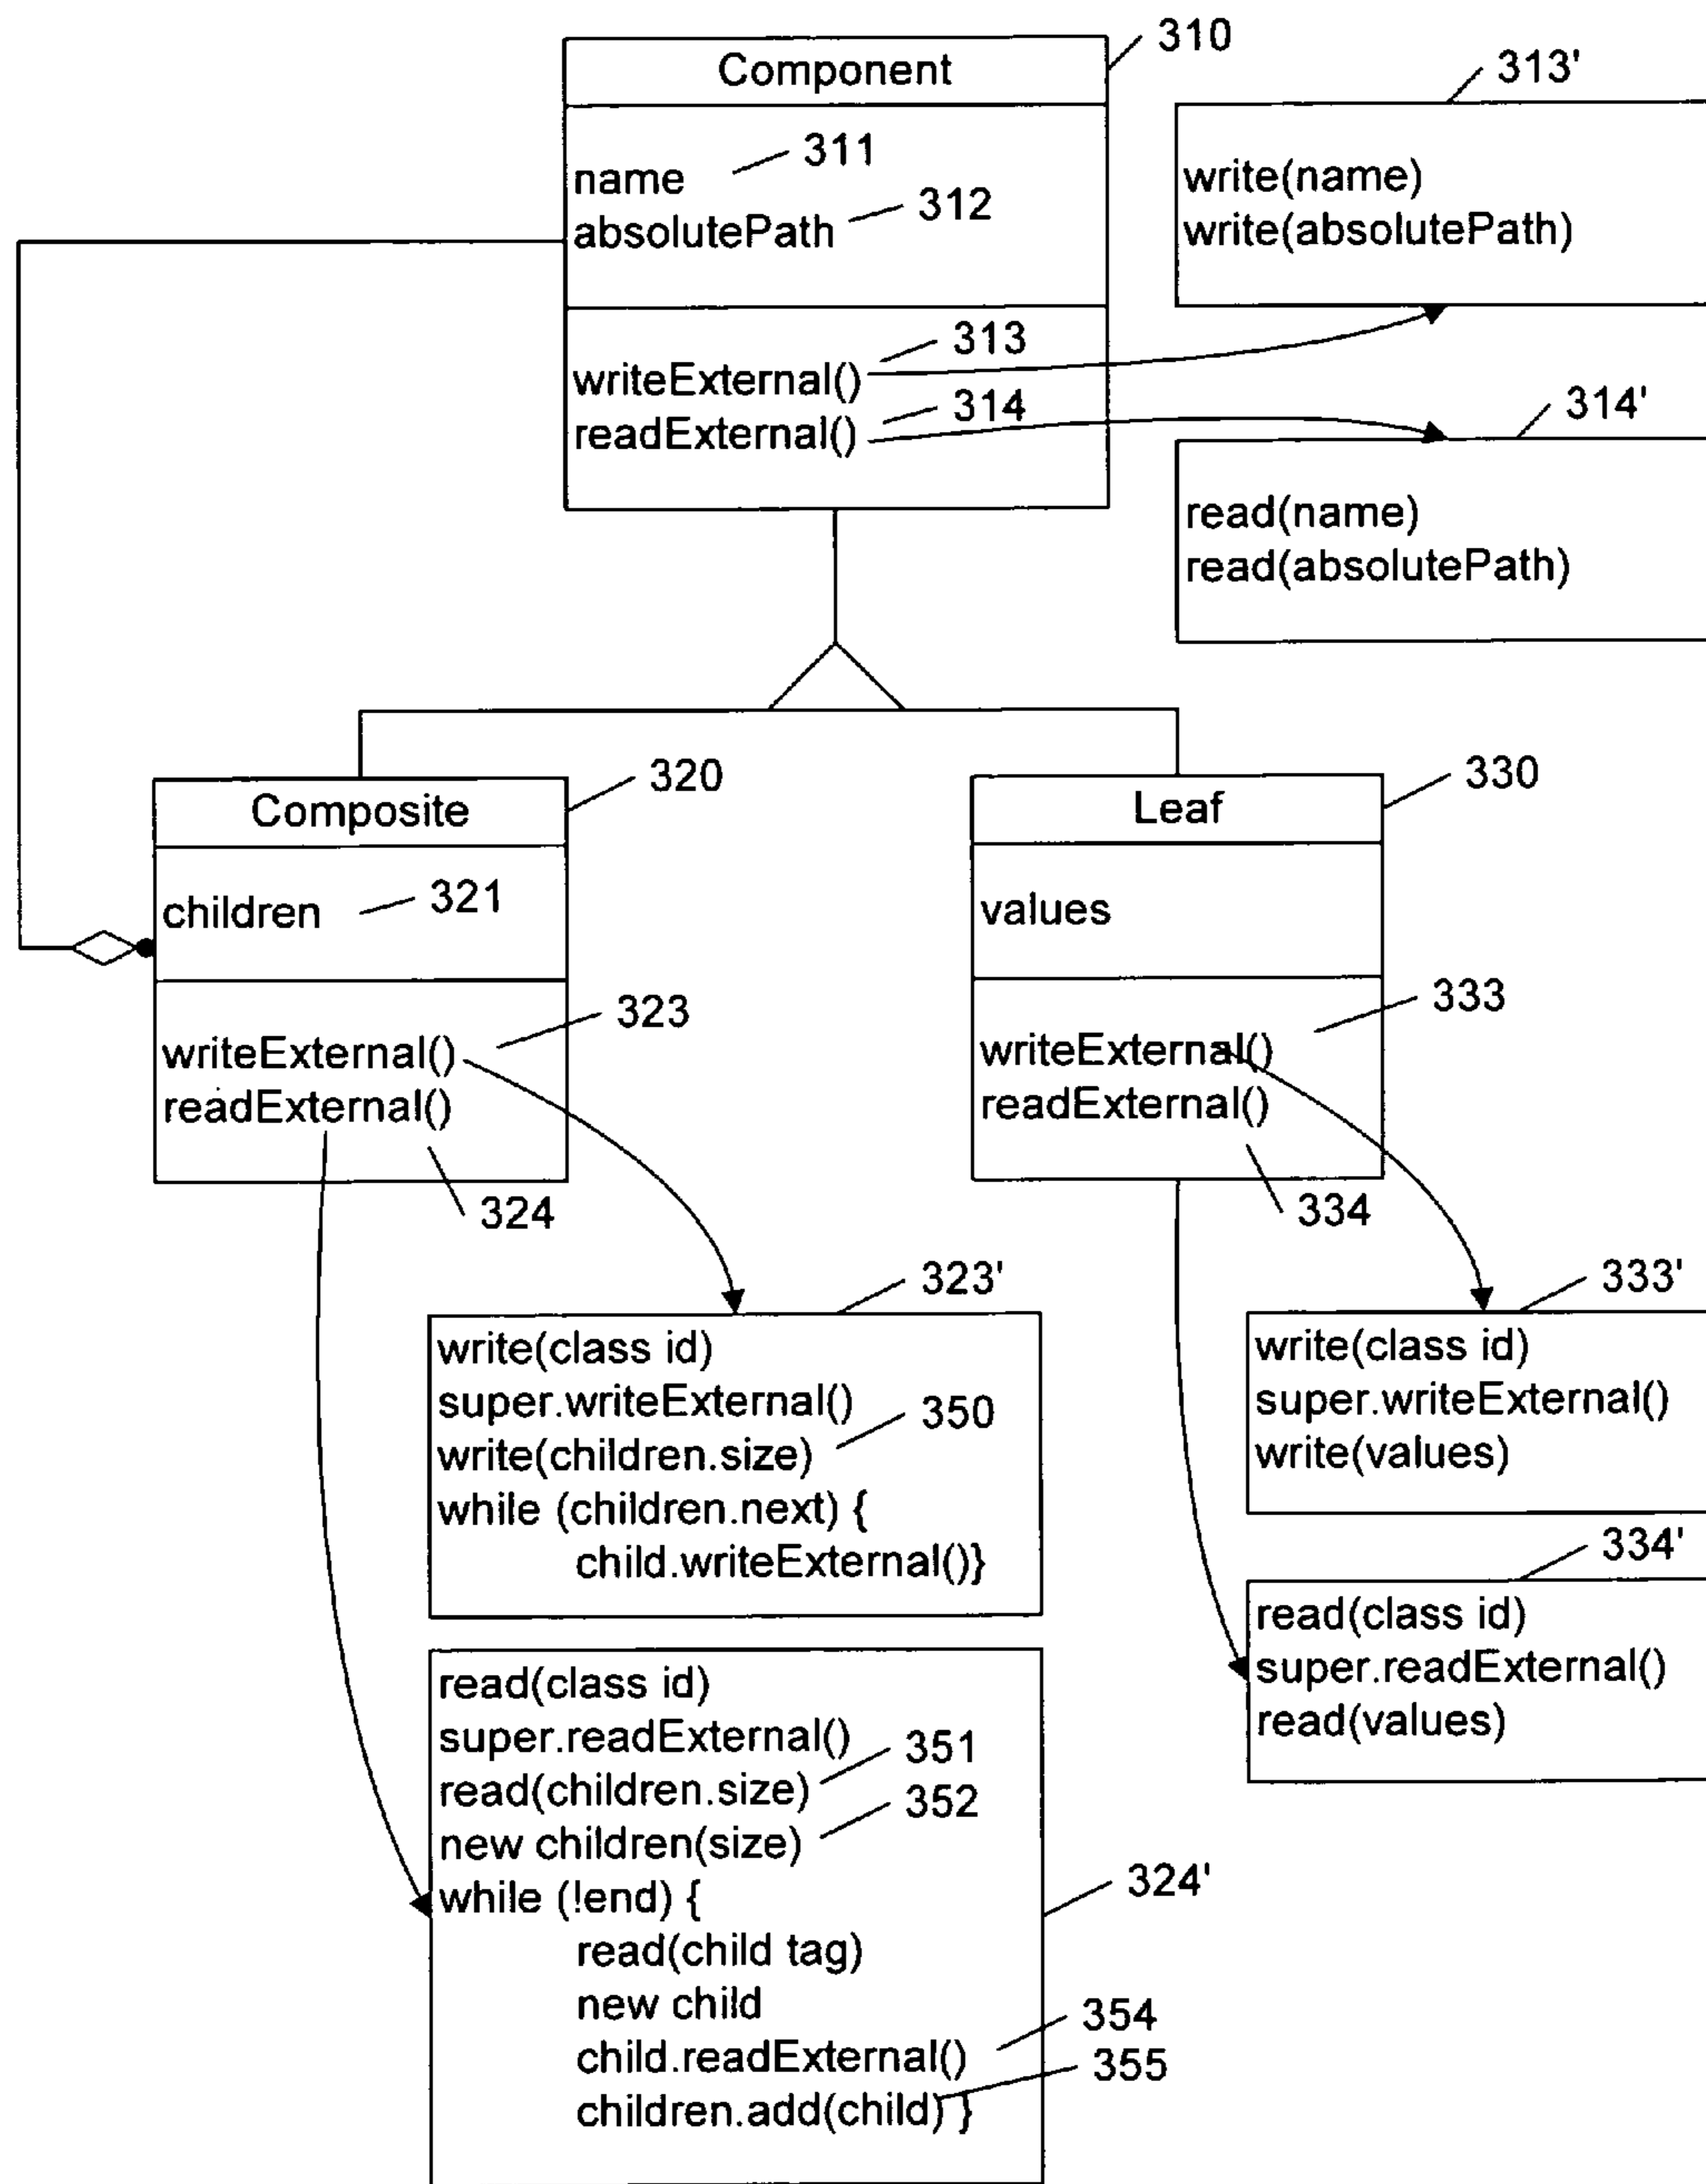 310
Component
313'
311
name
312
absolutePath
write(name)
write(absolutePath)
313
writeExternal()
314
readExternal()
314'
read(name)
read(absolutePath)
320
Composite
330
Leaf
321
children
values
323
writeExternal()
readExternal()
324
333
writeExternal()
readExternal()
334
323'
write(class id)
super.writeExternal()
350
write(children.size)
while (children.next) {
child.writeExternal()}
333'
write(class id)
super.writeExternal()
write(values)
334'
read(class id)
super.readExternal()
read(values)
read(class id)
super.readExternal()
351
read(children.size)
352
new children(size)
while (!end) {
324'
read(child tag)
new child
354
child.readExternal()
355
children.add(child) }